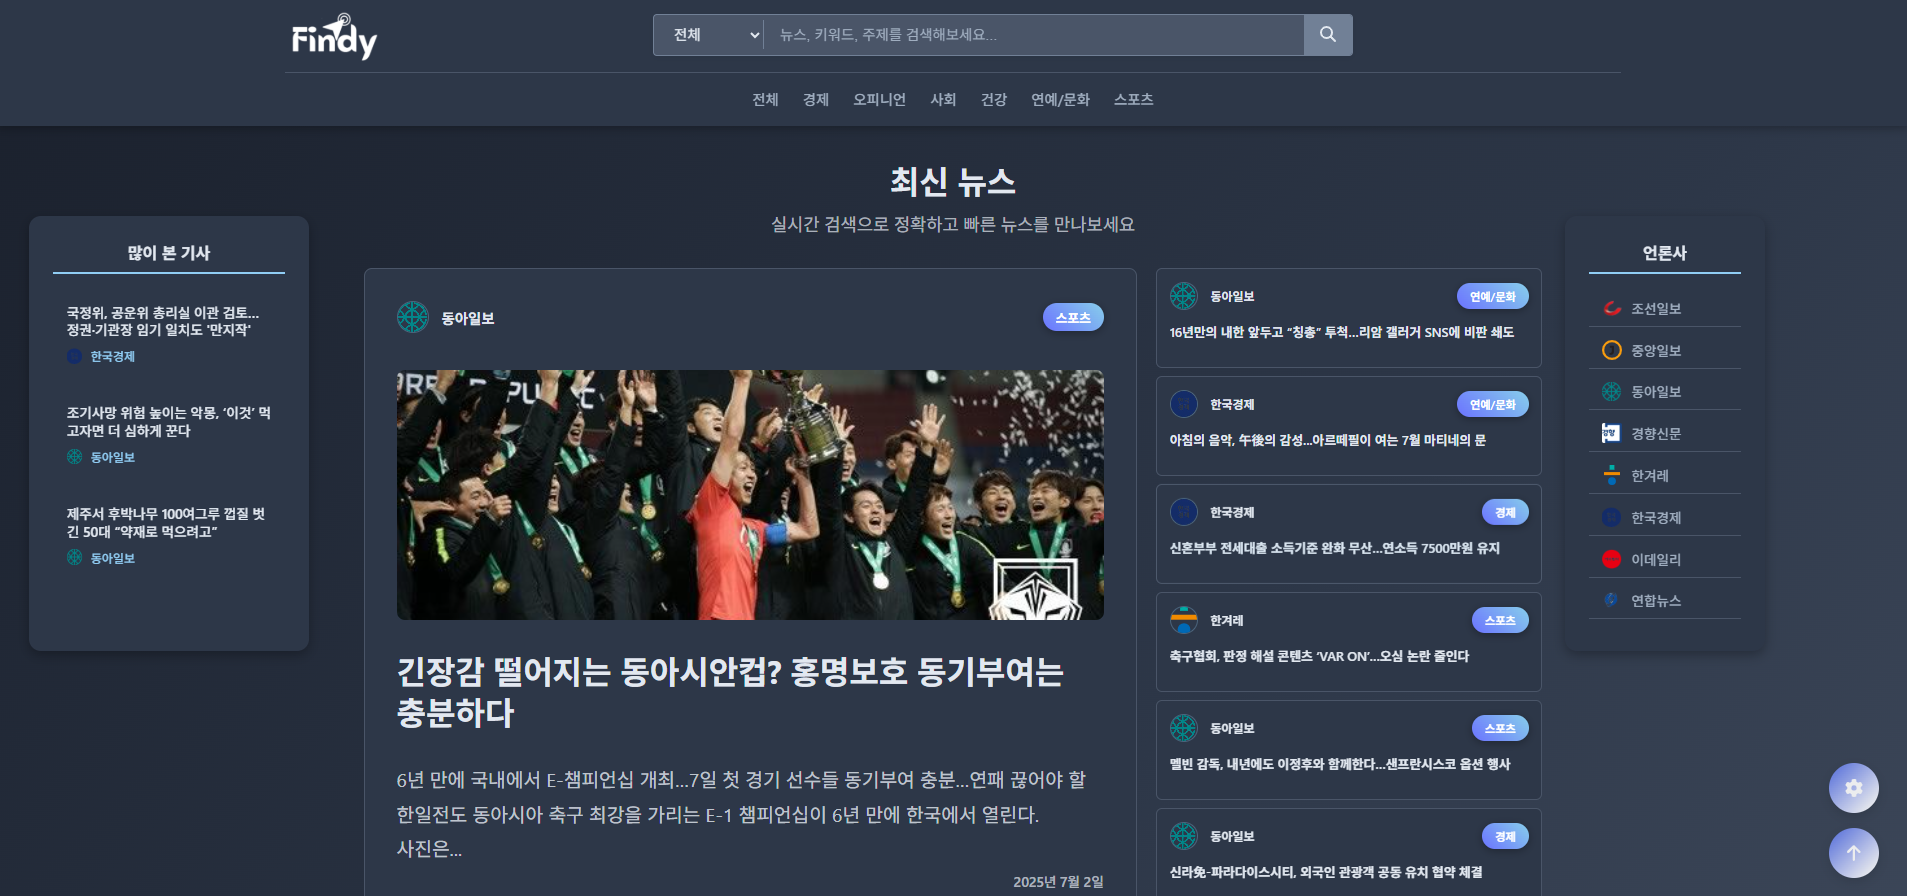 Findy
전체
뉴스, 키워드, 주제를 검색해보세요...
전체 경제 오피니언 사회 건강 연예/문화 스포츠
최신 뉴스
실시간 검색으로 정확하고 빠른 뉴스를 만나보세요
많이 본 기사
국정위, 공운위 총리실 이관 검토…
정권·기관장 임기 일치도 '만지작'
한국경제
조기사망 위험 높이는 악몽, ‘이것’ 먹
고자면 더 심하게 꾼다
동아일보
제주서 후박나무 100여그루 껍질 벗
긴 50대 “약재로 먹으려고”
동아일보
동아일보
스포츠
긴장감 떨어지는 동아시안컵? 홍명보호 동기부여는
충분하다
6년 만에 국내에서 E-챔피언십 개최…7일 첫 경기 선수들 동기부여 충분…연패 끊어야 할
한일전도 동아시아 축구 최강을 가리는 E-1 챔피언십이 6년 만에 한국에서 열린다.
사진은...
2025년 7월 2일
동아일보
연예/문화
16년만의 내한 앞두고 “칭총” 투척…리암 갤러거 SNS에 비판 쇄도
한국경제
연예/문화
아침의 음악, 午後의 감성...아르떼필이 여는 7월 마티네의 문
한국경제
경제
신혼부부 전세대출 소득기준 완화 무산…연소득 7500만원 유지
한겨레
스포츠
축구협회, 판정 해설 콘텐츠 ‘VAR ON’…오심 논란 줄인다
동아일보
스포츠
멜빈 감독, 내년에도 이정후와 함께한다…샌프란시스코 옵션 행사
동아일보
경제
신라免-파라다이스시티, 외국인 관광객 공동 유치 협약 체결
언론사
조선일보
중앙일보
동아일보
경향
경향신문
한겨레
한국경제
이데일리
연합뉴스